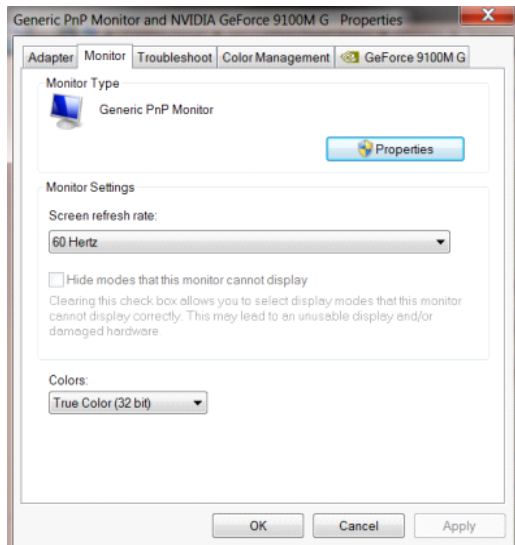 Generic PnP Monitor and NVIDIA GeForce 9100M G Properties
X
Adapter Monitor Troubleshoot Color Management GeForce 9100M G
Monitor Type
Generic PnP Monitor
Properties
Monitor Settings
Screen refresh rate:
60 Hertz
Hide modes that this monitor cannot display
Clearing this check box allows you to select display modes that this monitor
cannot display correctly. This may lead to an unusable display and/or
damaged hardware.
Colors:
True Color (32 bit)
OK Cancel Apply